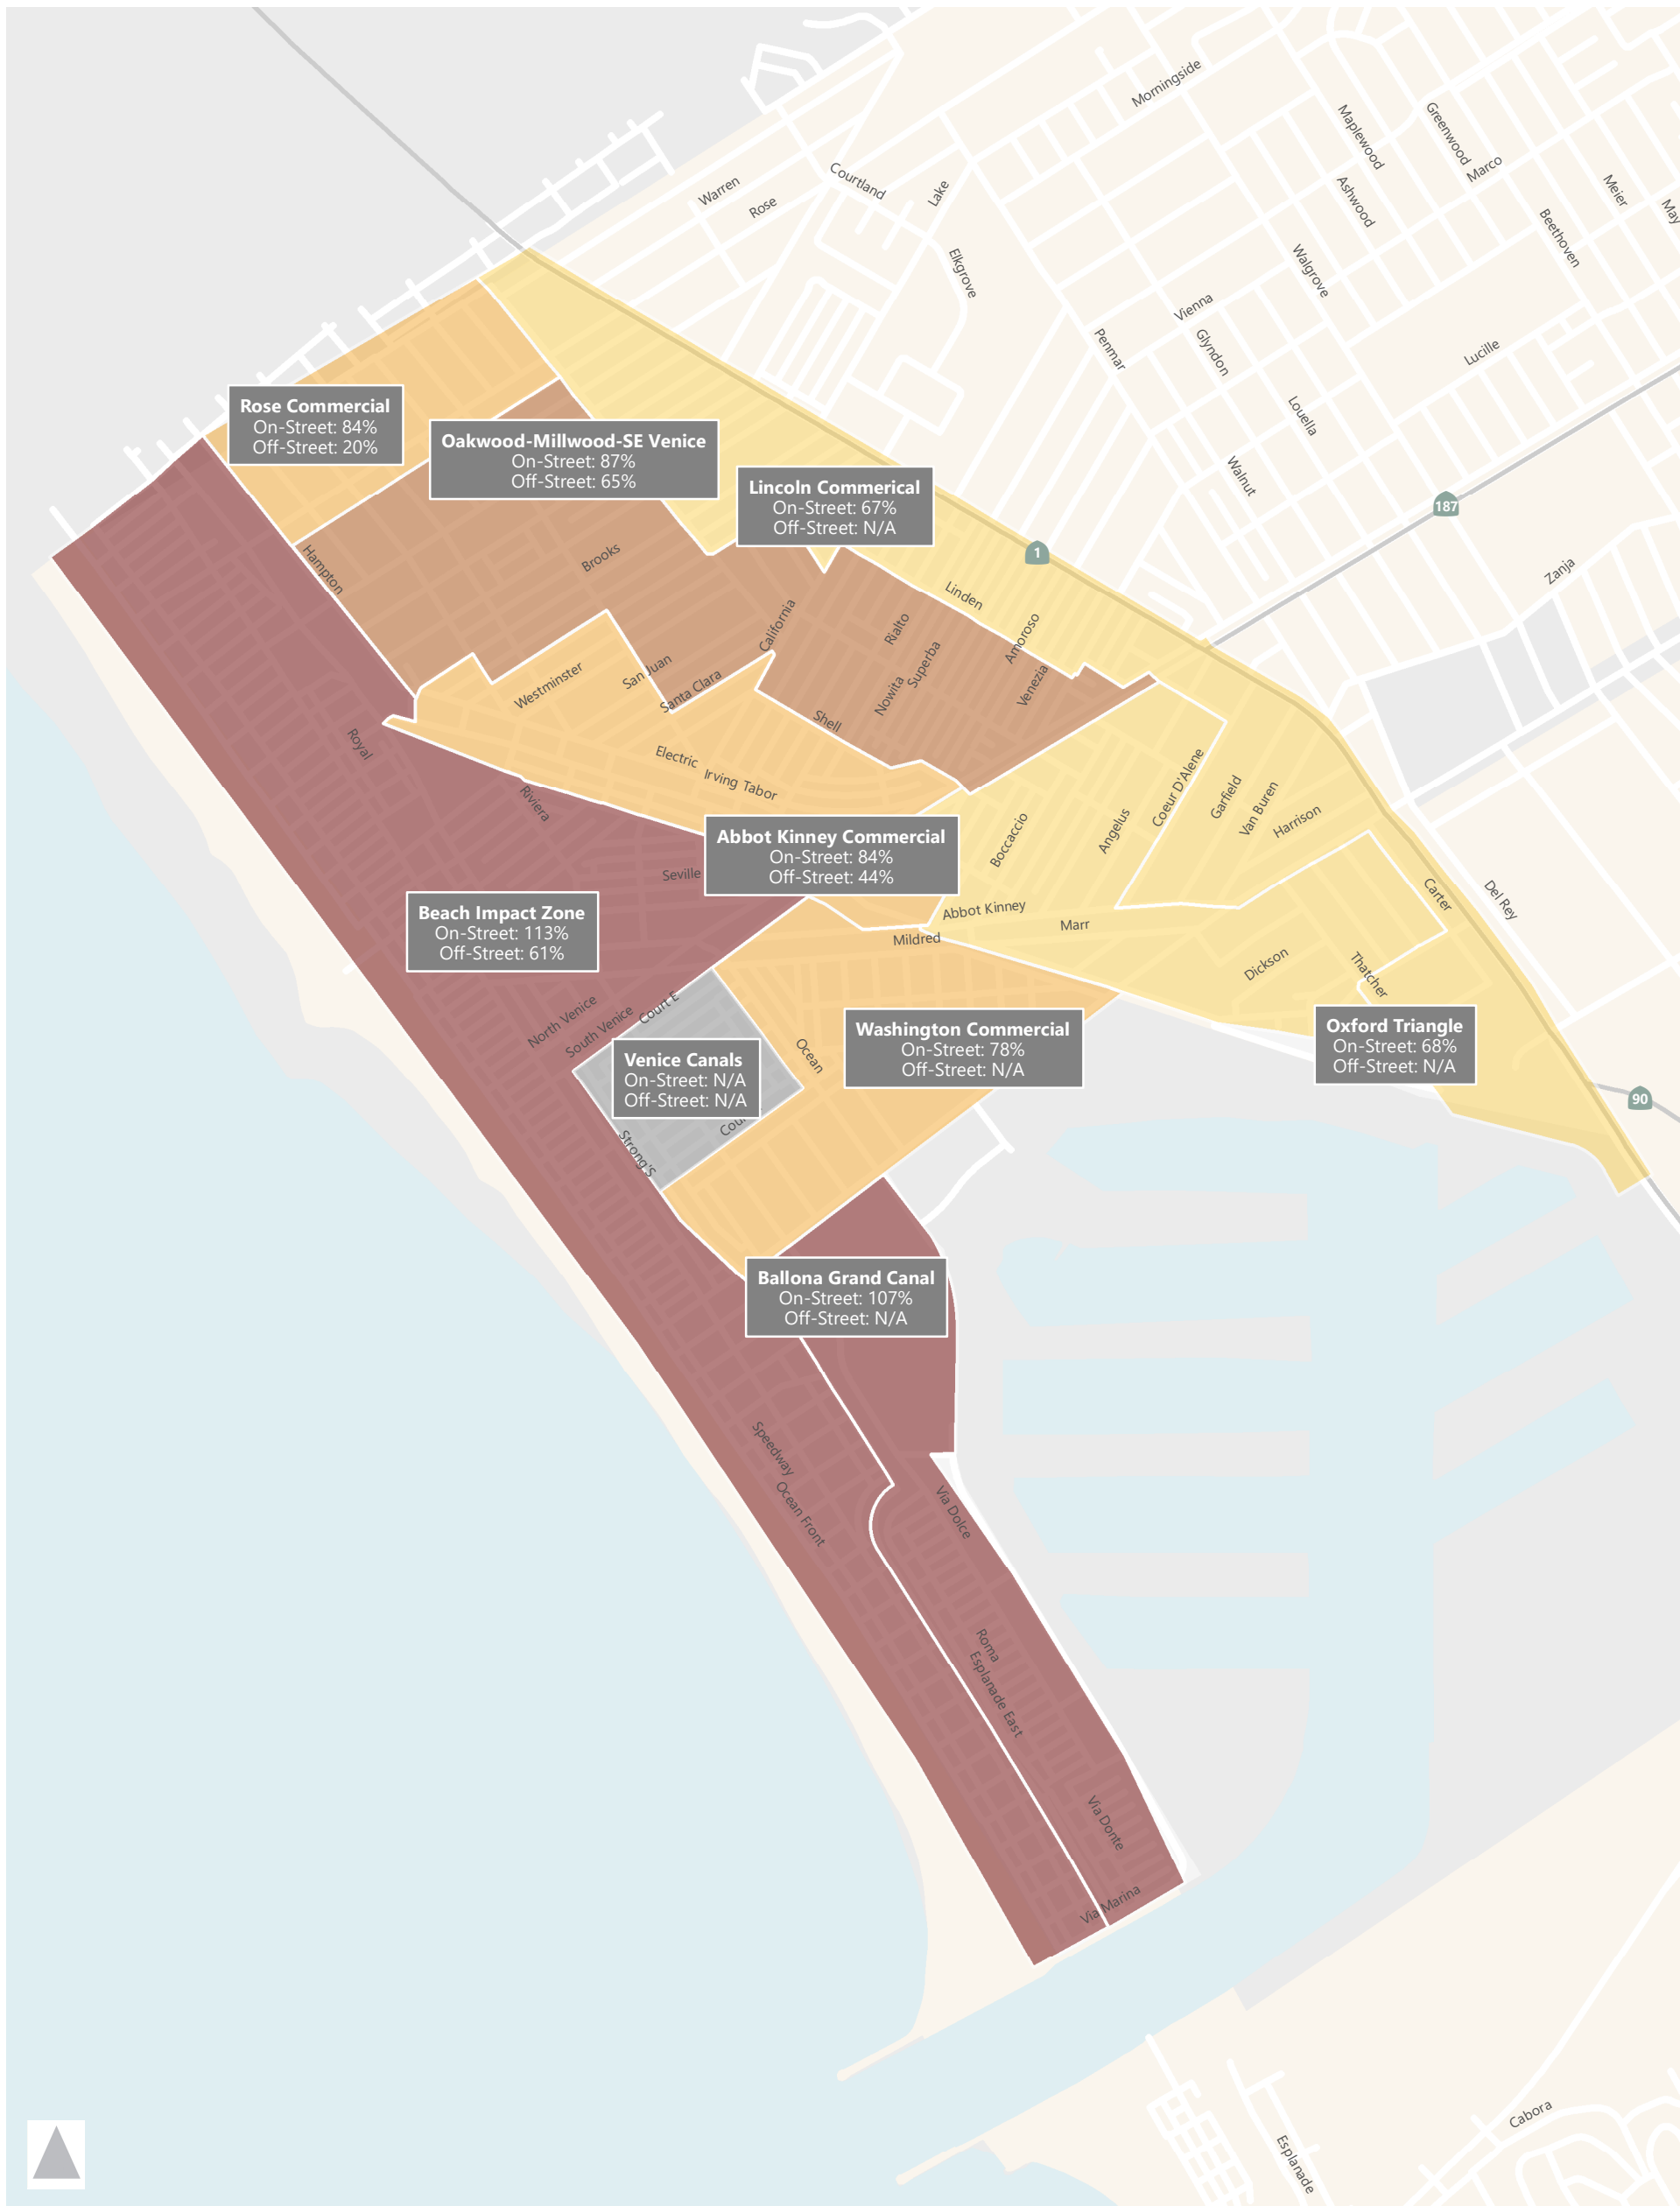 Morningside
Maplewood
Greenwood
Marco
Meier
May
Warren
Rose
Courtland
Lake
Ashwood
Beethoven
Elkgrove
Walgrove
Vienna
Penmar
Glyndon
Lucille
Louella
Walnut
187
1
Zanja
Rose Commercial
On-Street: 84%
Off-Street: 20%
Oakwood-Millwood-SE Venice
On-Street: 87%
Off-Street: 65%
Lincoln Commerical
On-Street: 67%
Off-Street: N/A
Hampton
Brooks
California
Linden
Rialto
Amoroso
Superba
Nowita
Venezia
Westminster
San Juan
Santa Clara
Shell
Royal
Electric
Irving Tabor
Riviera
Coeur D'Alene
Garfield
Van Buren
Harrison
Angelus
Boccaccio
Abbot Kinney Commercial
On-Street: 84%
Off-Street: 44%
Seville
Abbot Kinney
Carter
Del Rey
Beach Impact Zone
On-Street: 113%
Off-Street: 61%
Mildred
Marr
Dickson
Thatcher
North Venice
South Venice
Court E
Ocean
Venice Canals
On-Street: N/A
Off-Street: N/A
Washington Commercial
On-Street: 78%
Off-Street: N/A
Oxford Triangle
On-Street: 68%
Off-Street: N/A
90
Strong'S
Ballona Grand Canal
On-Street: 107%
Off-Street: N/A
Speedway
Ocean Front
Via Dolce
Roma
Esplanade East
Via Donte
Via Marina
Cabora
Esplanade